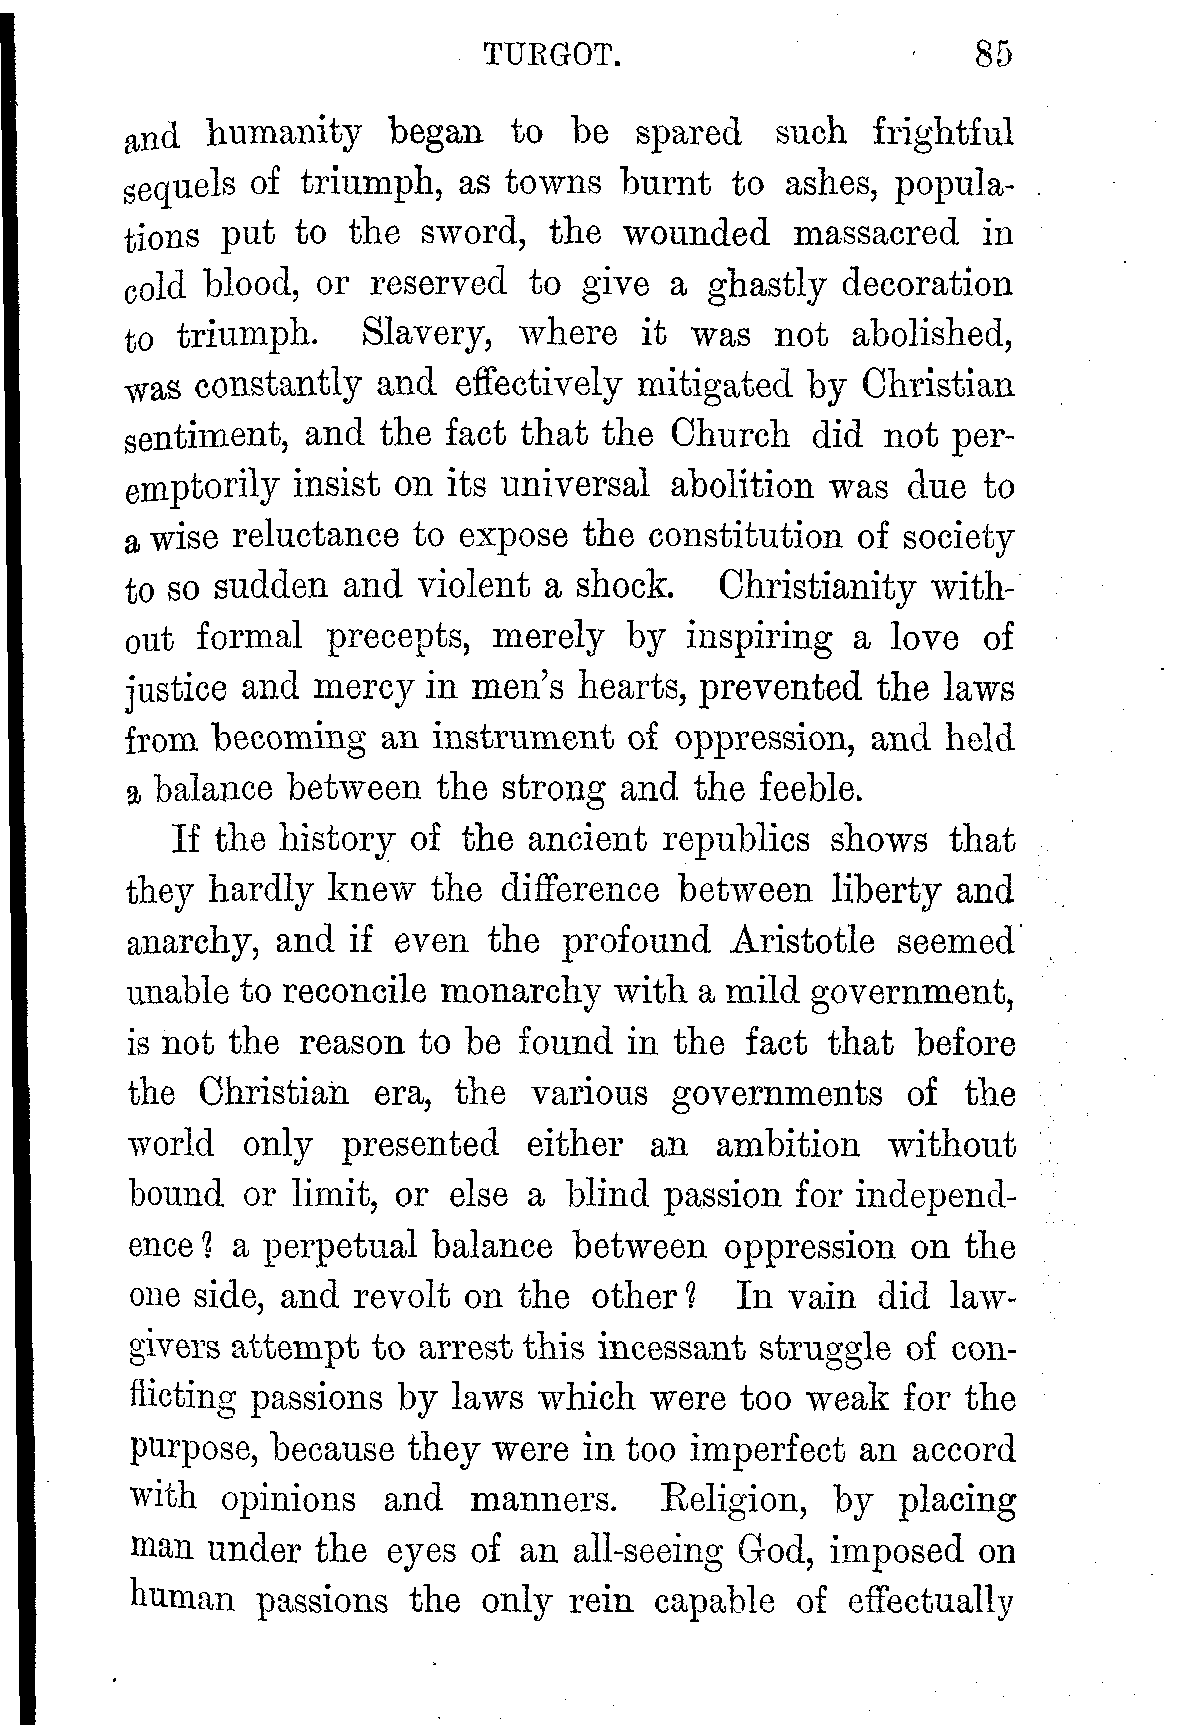 TURGOT. 85
and humanity began to be spared such frightful
sequels of triumph, as towns burnt to ashes, popula-
tions put to the sword, the wounded massacred in
cold blood, or reserved to give a ghastly decoration
to triumph. Slavery, where it was not abolished,
was constantly and effectively mitigated by Christian
sentiment, and the fact that the Church did not per-
emptorily insist on its universal abolition was due to
a wise reluctance to expose the constitution of society
to so sudden and violent a shock. Christianity with-
out formal precepts, merely by inspiring a love of
justice and mercy in men's hearts, prevented the laws
from becoming an instrument of oppression, and held
a balance between the strong and the feeble.
If the history of the ancient republics shows that
they hardly knew the difference between liberty and
anarchy, and if even the profound Aristotle seemed
unable to reconcile monarchy with a mild government,
is not the reason to be found in the fact that before
the Christian era, the various governments of the
world only presented either an ambition without
bound or limit, or else a blind passion for independ-
ence? a perpetual balance between oppression on the
one side, and revolt on the other? In vain did law-
givers attempt to arrest this incessant struggle of con-
flicting passions by laws which were too weak for the
purpose, because they were in too imperfect an accord
with opinions and manners. Religion, by placing
man under the eyes of an all-seeing God, imposed on
human passions the only rein capable of effectually